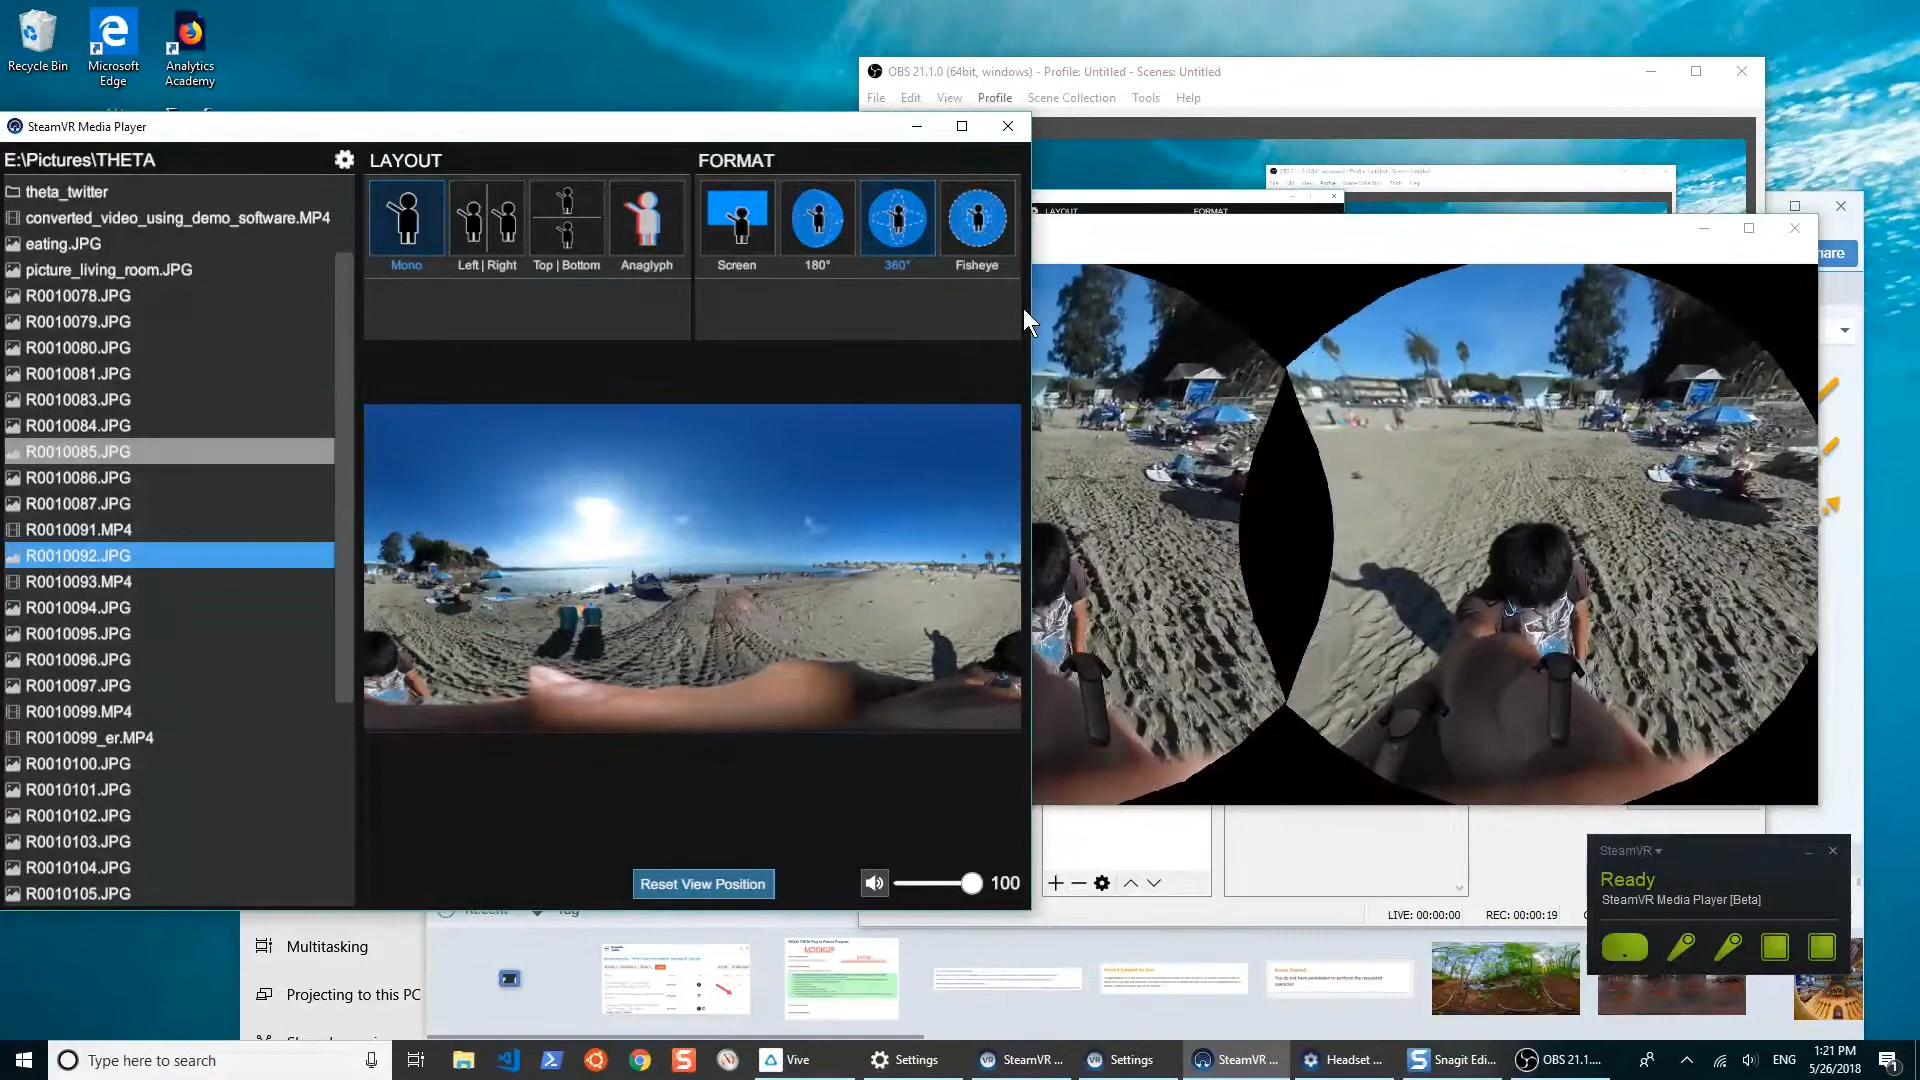 Recycle Bin
Microsoft Edge
Analytics Academy
OBS 21.1.0 (64bit, windows) - Profile: Untitled - Scenes: Untitled
File Edit View Profile Scene Collection Tools Help
SteamVR Media Player
E:\Pictures\THETA
LAYOUT
FORMAT
theta_twitter
converted_video_using_demo_software.MP4
eating.JPG
picture_living_room.JPG
R0010078.JPG
R0010079.JPG
R0010080.JPG
R0010081.JPG
R0010083.JPG
R0010084.JPG
R0010085.JPG
R0010086.JPG
R0010087.JPG
R0010091.MP4
R0010092.JPG
R0010093.MP4
R0010094.JPG
R0010095.JPG
R0010096.JPG
R0010097.JPG
R0010099.MP4
R0010099_er.MP4
R0010100.JPG
R0010101.JPG
R0010102.JPG
R0010103.JPG
R0010104.JPG
R0010105.JPG
Mono
Left | Right
Top | Bottom
Anaglyph
Screen
180°
360°
Fisheye
LAYOUT
FORMAT
Reset View Position
100
SteamVR
Ready
SteamVR Media Player [Beta]
LIVE: 00:00:00
REC: 00:00:19
Multitasking
Projecting to this PC
MOCKUP
Type here to search
Vive
Settings
SteamVR ...
Settings
SteamVR ...
Headset ...
Snagit Edi...
OBS 21.1....
ENG
1:21 PM
5/26/2018